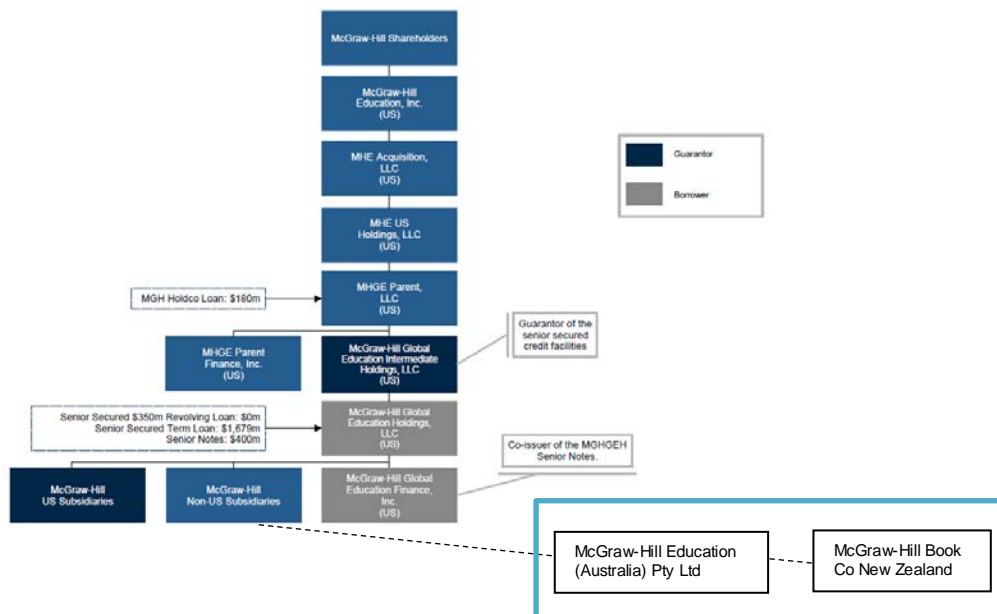 McGraw-Hill Shareholders
McGraw-Hill
Education, Inc.
(US)
MHE Acquisition,
LLC
(US)
Guarantor
Borrower
MHE US
Holdings, LLC
(US)
MGH Holdco Loan: $180m
MHGE Parent,
LLC
(US)
Guarantor of the
senior secured
credit facilities
MHGE Parent
Finance, Inc.
(US)
McGraw-Hill Global
Education Intermediate
Holdings, LLC
(US)
Senior Secured $350m Revolving Loan: $0m
Senior Secured Term Loan: $1,679m
Senior Notes: $400m
McGraw-Hill Global
Education Holdings,
LLC
(US)
Co-issuer of the MGHGEH
Senior Notes.
McGraw-Hill
US Subsidiaries
McGraw-Hill
Non-US Subsidiaries
McGraw-Hill Global
Education Finance,
Inc.
(US)
McGraw-Hill Education
(Australia) Pty Ltd
McGraw-Hill Book
Co New Zealand